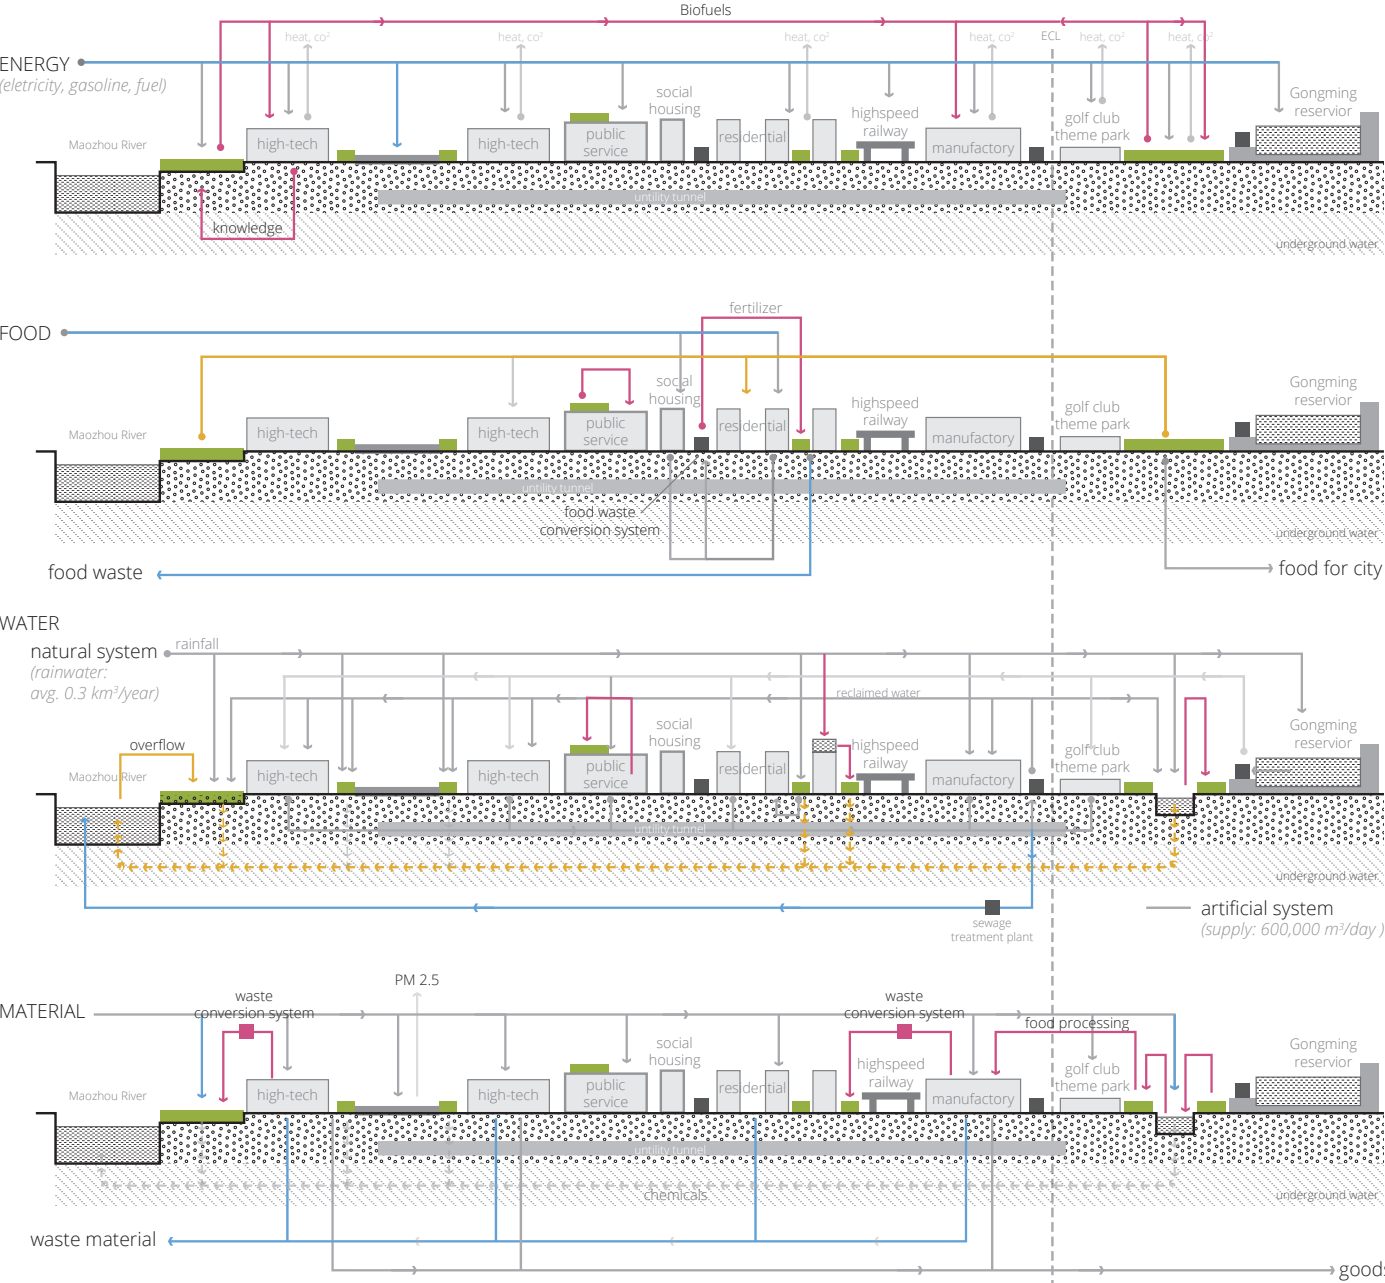 Biofuels
heat, co²
heat, co²
heat, co²
heat, co²
ECL
heat, co²
heat, co²
ENERGY
(eletricity, gasoline, fuel)
Maozhou River
high-tech
high-tech
public
service
social
housing
residential
highspeed
railway
manufactory
golf club
theme park
Gongming
reservior
untility tunnel
knowledge
underground water
fertilizer
FOOD
Maozhou River
high-tech
high-tech
public
service
social
housing
residential
highspeed
railway
manufactory
golf club
theme park
Gongming
reservior
untility tunnel
food waste
conversion system
underground water
food waste
food for city
WATER
natural system
(rainwater:
avg. 0.3 km³/year)
rainfall
reclaimed water
overflow
Maozhou River
high-tech
high-tech
public
service
social
housing
residential
highspeed
railway
manufactory
golf club
theme park
Gongming
reservior
untility tunnel
underground water
sewage
treatment plant
artificial system
(supply: 600,000 m³/day )
PM 2.5
MATERIAL
waste
conversion system
waste
conversion system
food processing
Maozhou River
high-tech
high-tech
public
service
social
housing
residential
highspeed
railway
manufactory
golf club
theme park
Gongming
reservior
untility tunnel
chemicals
underground water
waste material
goods